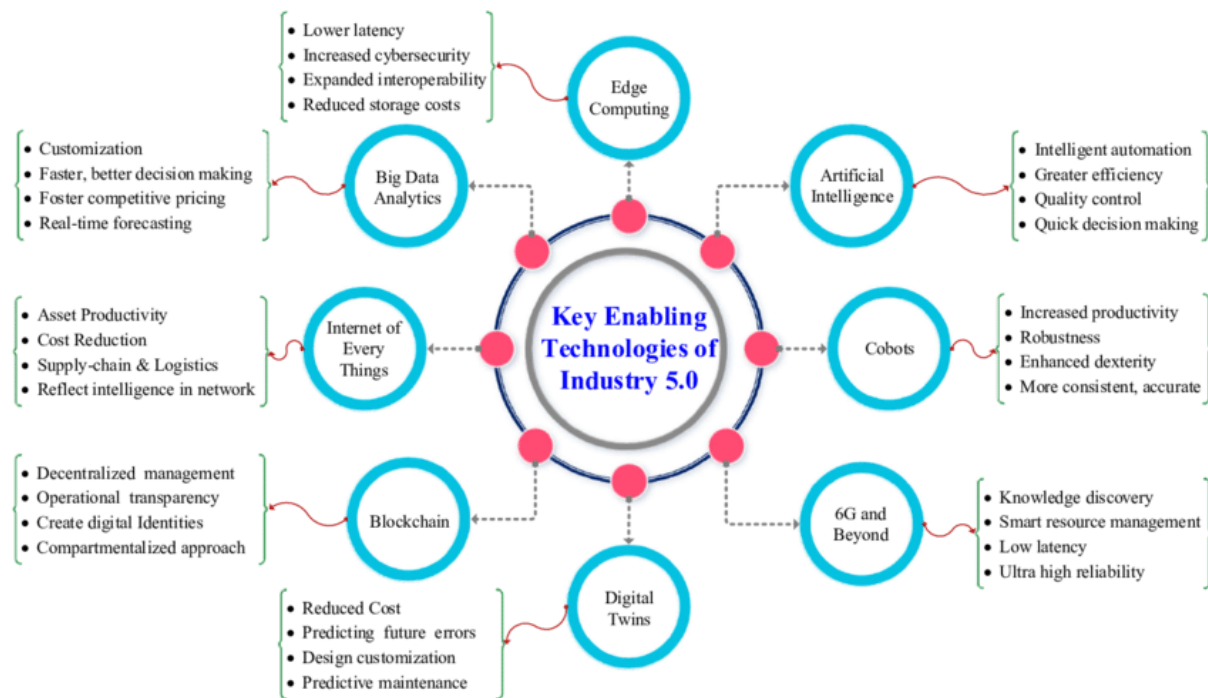 Lower latency
Increased cybersecurity
Expanded interoperability
Reduced storage costs
Edge
Computing
Customization
Faster, better decision making
Foster competitive pricing
Real-time forecasting
Big Data
Analytics
Artificial
Intelligence
Intelligent automation
Greater efficiency
Quality control
Quick decision making
Key Enabling
Technologies of
Industry 5.0
Asset Productivity
Cost Reduction
Supply-chain & Logistics
Reflect intelligence in network
Internet of
Every
Things
Cobots
Increased productivity
Robustness
Enhanced dexterity
More consistent, accurate
Decentralized management
Operational transparency
Create digital Identities
Compartmentalized approach
Blockchain
6G and
Beyond
Knowledge discovery
Smart resource management
Low latency
Ultra high reliability
Reduced Cost
Predicting future errors
Design customization
Predictive maintenance
Digital
Twins